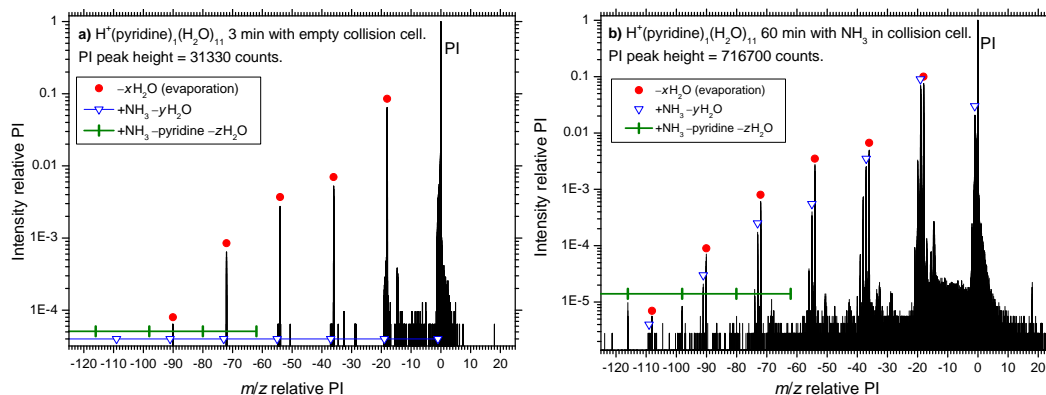 a) H⁺(pyridine)₁(H₂O)₁₁ 3 min with empty collision cell.
PI peak height = 31330 counts.
PI
−xH₂O (evaporation)
+NH₃ −yH₂O
+NH₃ −pyridine −zH₂O
Intensity relative PI
1
0.1
0.01
1E-3
1E-4
-120 -110 -100 -90 -80 -70 -60 -50 -40 -30 -20 -10 0 10 20
m/z relative PI
b) H⁺(pyridine)₁(H₂O)₁₁ 60 min with NH₃ in collision cell.
PI peak height = 716700 counts.
PI
−xH₂O (evaporation)
+NH₃ −yH₂O
+NH₃ −pyridine −zH₂O
Intensity relative PI
1
0.1
0.01
1E-3
1E-4
1E-5
-120 -110 -100 -90 -80 -70 -60 -50 -40 -30 -20 -10 0 10 20
m/z relative PI